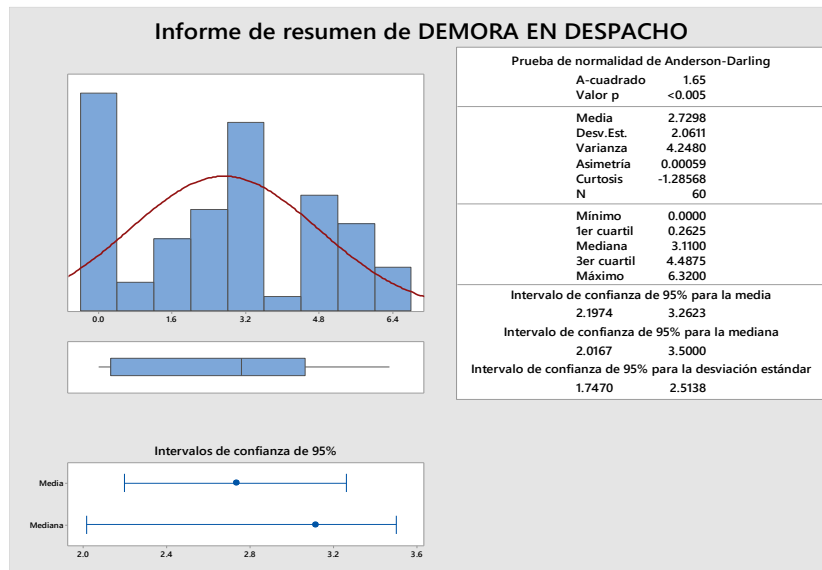 Informe de resumen de DEMORA EN DESPACHO
0.0 1.6 3.2 4.8 6.4
Prueba de normalidad de Anderson-Darling
A-cuadrado 1.65
Valor p <0.005
Media 2.7298
Desv.Est. 2.0611
Varianza 4.2480
Asimetría 0.00059
Curtosis -1.28568
N 60
Mínimo 0.0000
1er cuartil 0.2625
Mediana 3.1100
3er cuartil 4.4875
Máximo 6.3200
Intervalo de confianza de 95% para la media
2.1974 3.2623
Intervalo de confianza de 95% para la mediana
2.0167 3.5000
Intervalo de confianza de 95% para la desviación estándar
1.7470 2.5138
Intervalos de confianza de 95%
Media
Mediana
2.0 2.4 2.8 3.2 3.6